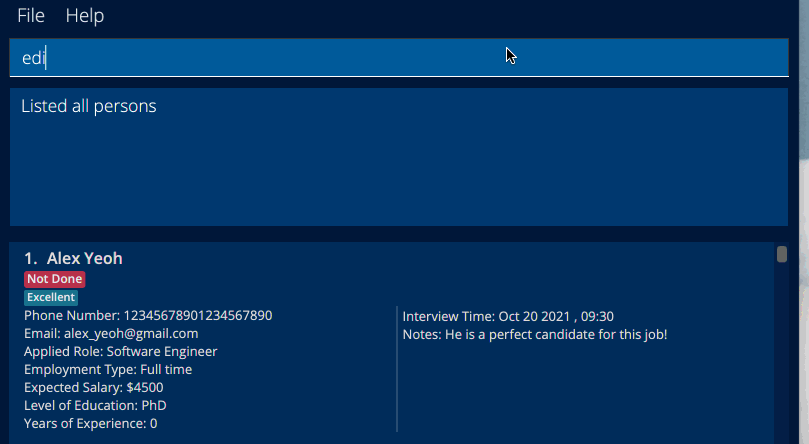 File Help
edi
Listed all persons
1. Alex Yeoh
Not Done
Excellent
Phone Number: 12345678901234567890
Email: alex_yeoh@gmail.com
Applied Role: Software Engineer
Employment Type: Full time
Expected Salary: $4500
Level of Education: PhD
Years of Experience: 0
Interview Time: Oct 20 2021 , 09:30
Notes: He is a perfect candidate for this job!